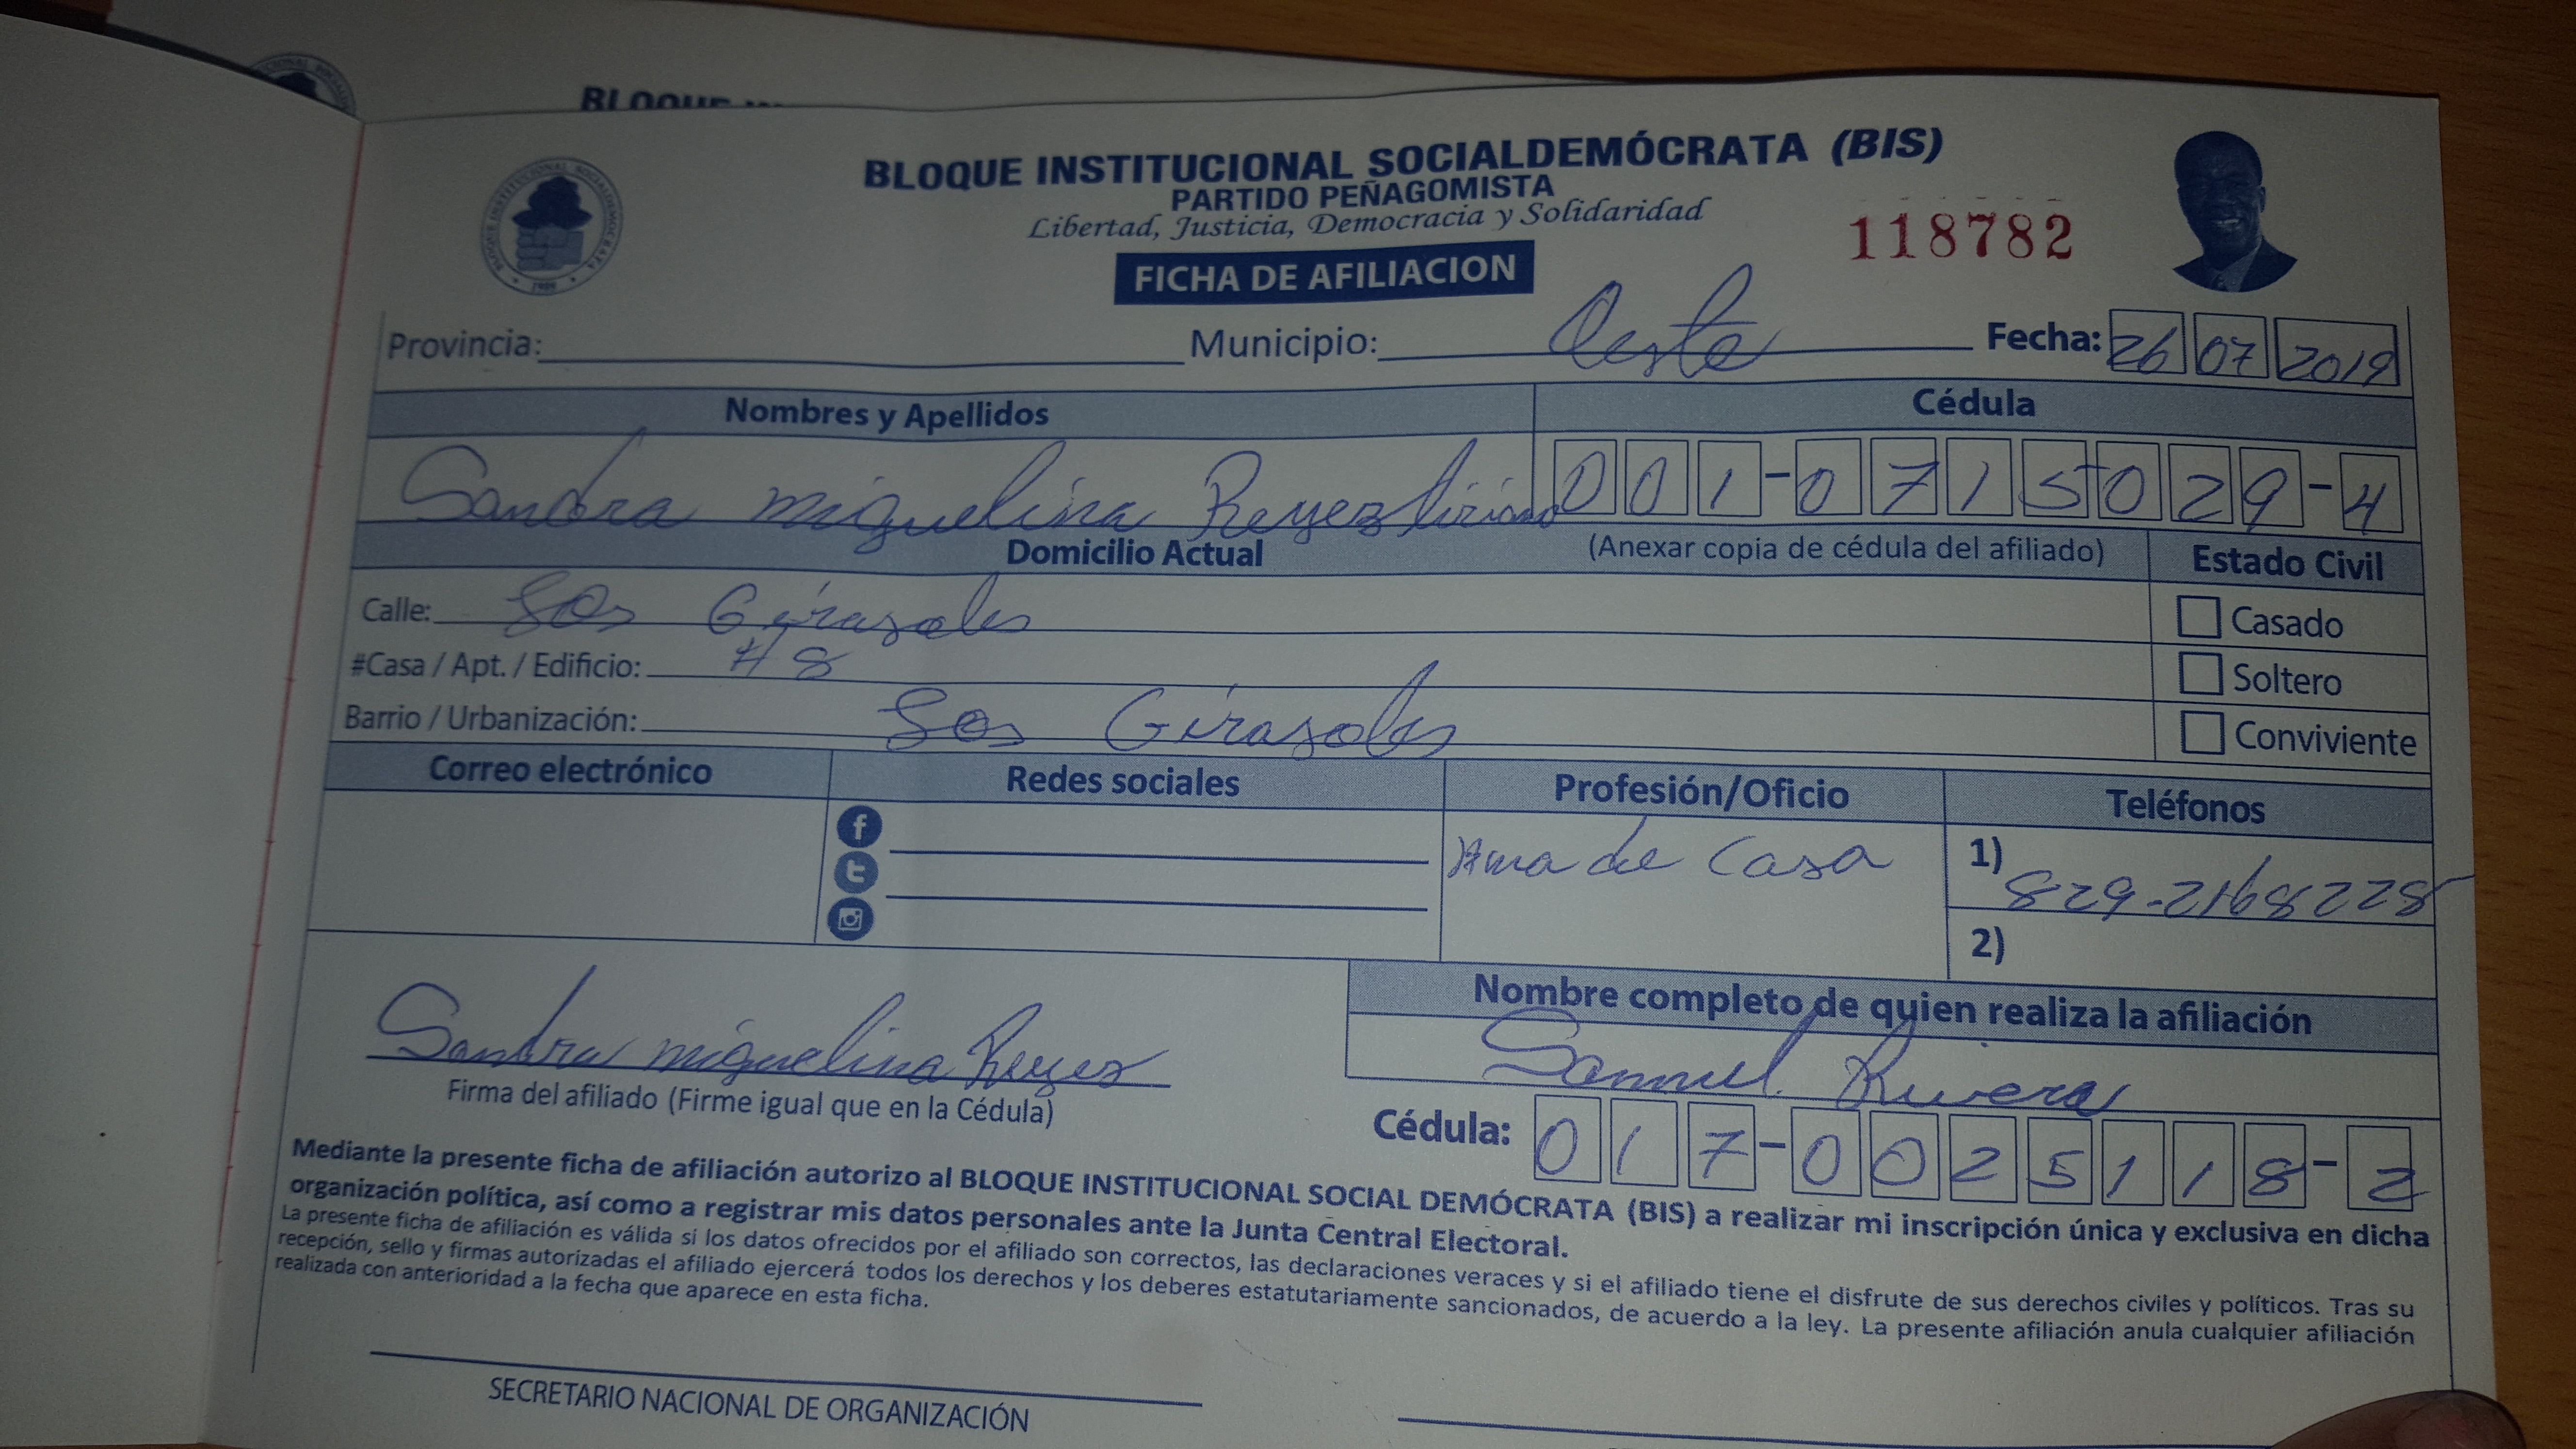 BLOQUE
BLOQUE INSTITUCIONAL SOCIALDEMÓCRATA (BIS)
PARTIDO PEÑAGOMISTA
Libertad, Justicia, Democracia y Solidaridad
118782
FICHA DE AFILIACION
Provincia: Municipio: Oeste Fecha: 26 07 2019
Nombres y Apellidos Cédula
Sandra miguelina Reyez liriano 001-0715029-4
Domicilio Actual (Anexar copia de cédula del afiliado) Estado Civil
Calle: Los Girasoles Casado
#Casa / Apt. / Edificio: #8 Soltero
Barrio / Urbanización: Los Girasoles Conviviente
Correo electrónico Redes sociales Profesión/Oficio Teléfonos
Ama de Casa 1) 829-2168228
2)
Nombre completo de quien realiza la afiliación
Sandra miguelina Reyez Samuel Rivera
Firma del afiliado (Firme igual que en la Cédula) Cédula: 017-0025118-2
Mediante la presente ficha de afiliación autorizo al BLOQUE INSTITUCIONAL SOCIAL DEMÓCRATA (BIS) a realizar mi inscripción única y exclusiva en dicha
organización política, así como a registrar mis datos personales ante la Junta Central Electoral.
La presente ficha de afiliación es válida si los datos ofrecidos por el afiliado son correctos, las declaraciones veraces y si el afiliado tiene el disfrute de sus derechos civiles y políticos. Tras su
recepción, sello y firmas autorizadas el afiliado ejercerá todos los derechos y los deberes estatutariamente sancionados, de acuerdo a la ley. La presente afiliación anula cualquier afiliación
realizada con anterioridad a la fecha que aparece en esta ficha.
SECRETARIO NACIONAL DE ORGANIZACIÓN